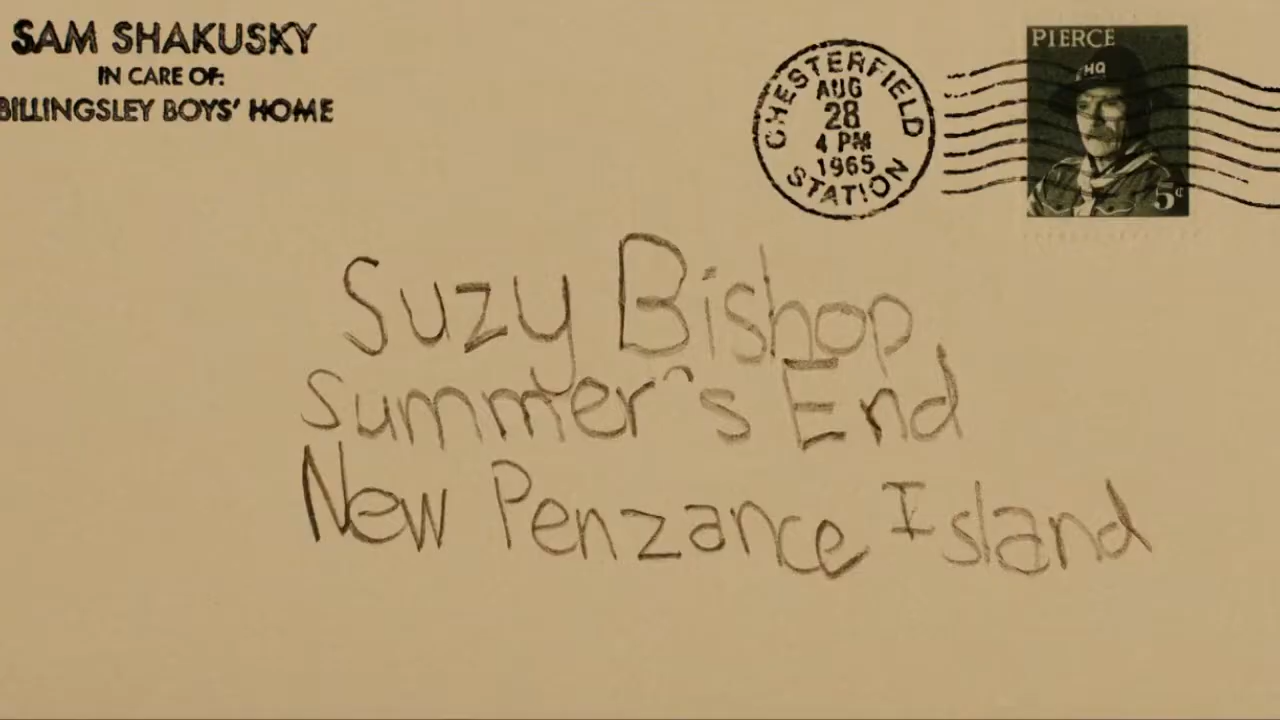 SAM SHAKUSKY
IN CARE OF:
BILLINGSLEY BOYS' HOME
CHESTERFIELD
AUG
28
4 PM
1965
STATION
PIERCE
HQ
5¢
Suzy Bishop
Summer's End
New Penzance Island